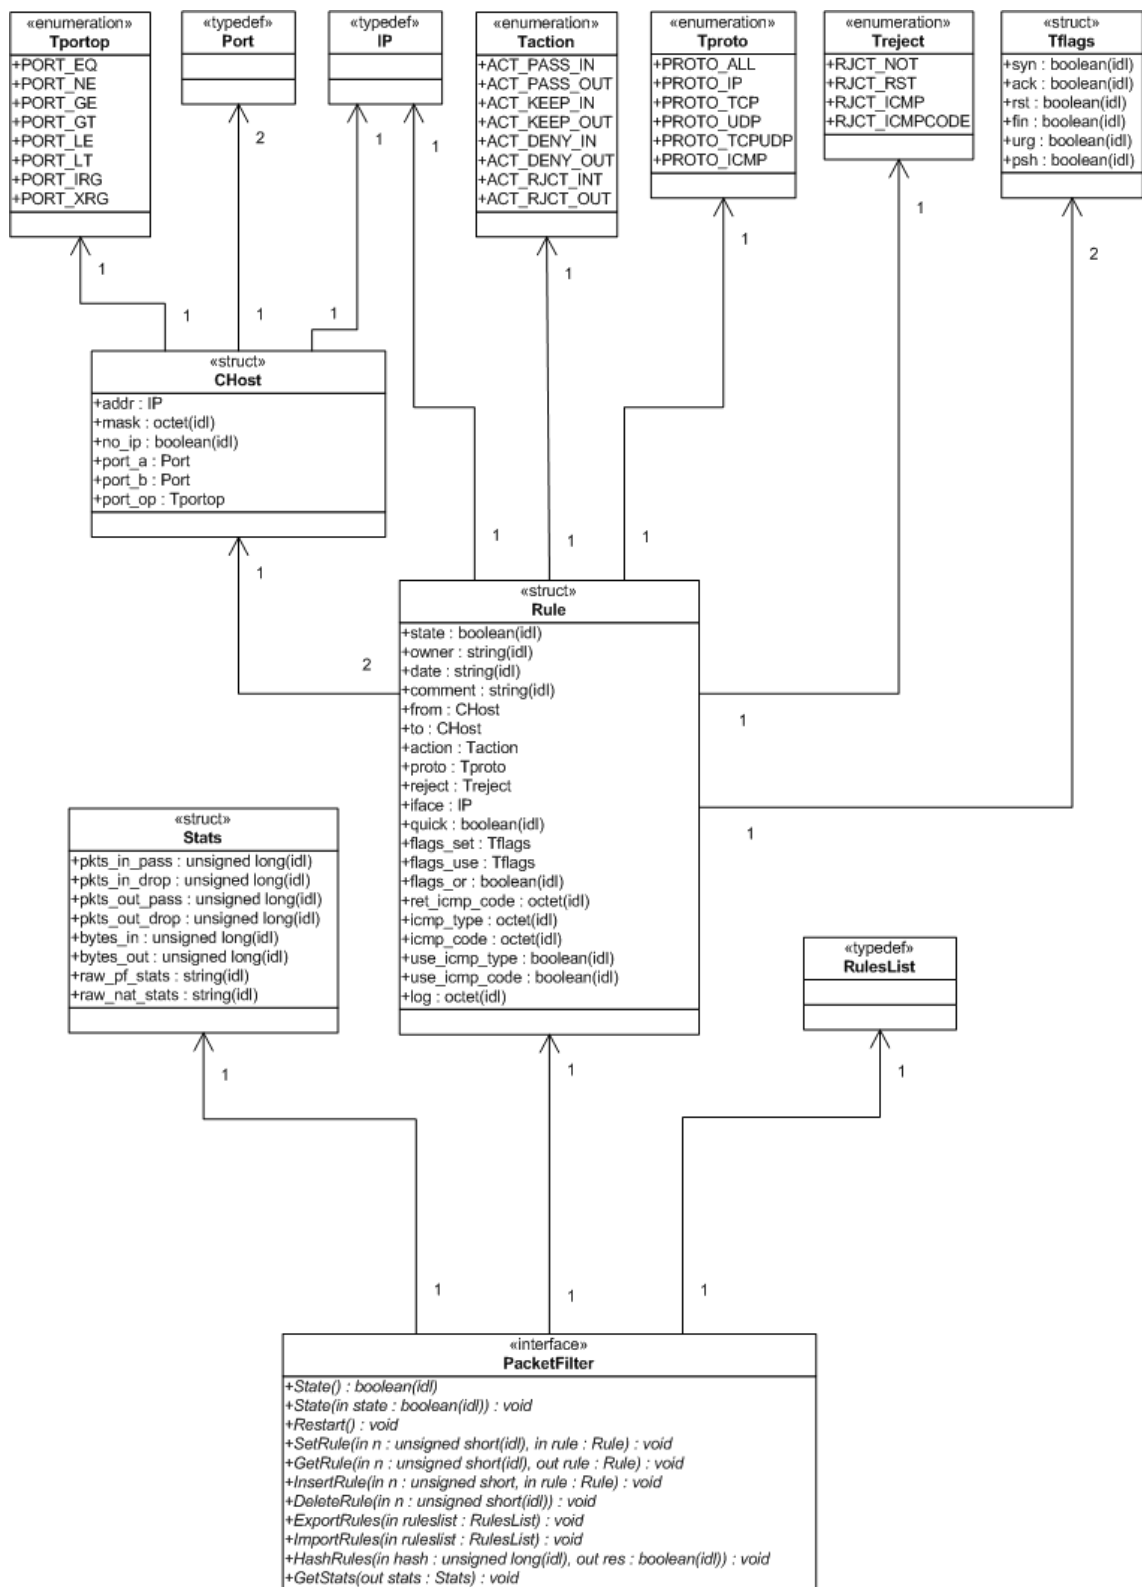 «enumeration»
Tportop
+PORT_EQ
+PORT_NE
+PORT_GE
+PORT_GT
+PORT_LE
+PORT_LT
+PORT_IRG
+PORT_XRG
«typedef»
Port
«typedef»
IP
«enumeration»
Taction
+ACT_PASS_IN
+ACT_PASS_OUT
+ACT_KEEP_IN
+ACT_KEEP_OUT
+ACT_DENY_IN
+ACT_DENY_OUT
+ACT_RJCT_INT
+ACT_RJCT_OUT
«enumeration»
Tproto
+PROTO_ALL
+PROTO_IP
+PROTO_TCP
+PROTO_UDP
+PROTO_TCPUDP
+PROTO_ICMP
«enumeration»
Treject
+RJCT_NOT
+RJCT_RST
+RJCT_ICMP
+RJCT_ICMPCODE
«struct»
Tflags
+syn : boolean(idl)
+ack : boolean(idl)
+rst : boolean(idl)
+fin : boolean(idl)
+urg : boolean(idl)
+psh : boolean(idl)
2
1
1
1
1
1
1
2
1
1
1
«struct»
CHost
+addr : IP
+mask : octet(idl)
+no_ip : boolean(idl)
+port_a : Port
+port_b : Port
+port_op : Tportop
1
1
1
1
2
1
1
«struct»
Rule
+state : boolean(idl)
+owner : string(idl)
+date : string(idl)
+comment : string(idl)
+from : CHost
+to : CHost
+action : Taction
+proto : Tproto
+reject : Treject
+iface : IP
+quick : boolean(idl)
+flags_set : Tflags
+flags_use : Tflags
+flags_or : boolean(idl)
+ret_icmp_code : octet(idl)
+icmp_type : octet(idl)
+icmp_code : octet(idl)
+use_icmp_type : boolean(idl)
+use_icmp_code : boolean(idl)
+log : octet(idl)
«struct»
Stats
+pkts_in_pass : unsigned long(idl)
+pkts_in_drop : unsigned long(idl)
+pkts_out_pass : unsigned long(idl)
+pkts_out_drop : unsigned long(idl)
+bytes_in : unsigned long(idl)
+bytes_out : unsigned long(idl)
+raw_pf_stats : string(idl)
+raw_nat_stats : string(idl)
«typedef»
RulesList
1
1
1
1
1
1
«interface»
PacketFilter
+State() : boolean(idl)
+State(in state : boolean(idl)) : void
+Restart() : void
+SetRule(in n : unsigned short(idl), in rule : Rule) : void
+GetRule(in n : unsigned short(idl), out rule : Rule) : void
+InsertRule(in n : unsigned short, in rule : Rule) : void
+DeleteRule(in n : unsigned short(idl)) : void
+ExportRules(in ruleslist : RulesList) : void
+ImportRules(in ruleslist : RulesList) : void
+HashRules(in hash : unsigned long(idl), out res : boolean(idl)) : void
+GetStats(out stats : Stats) : void